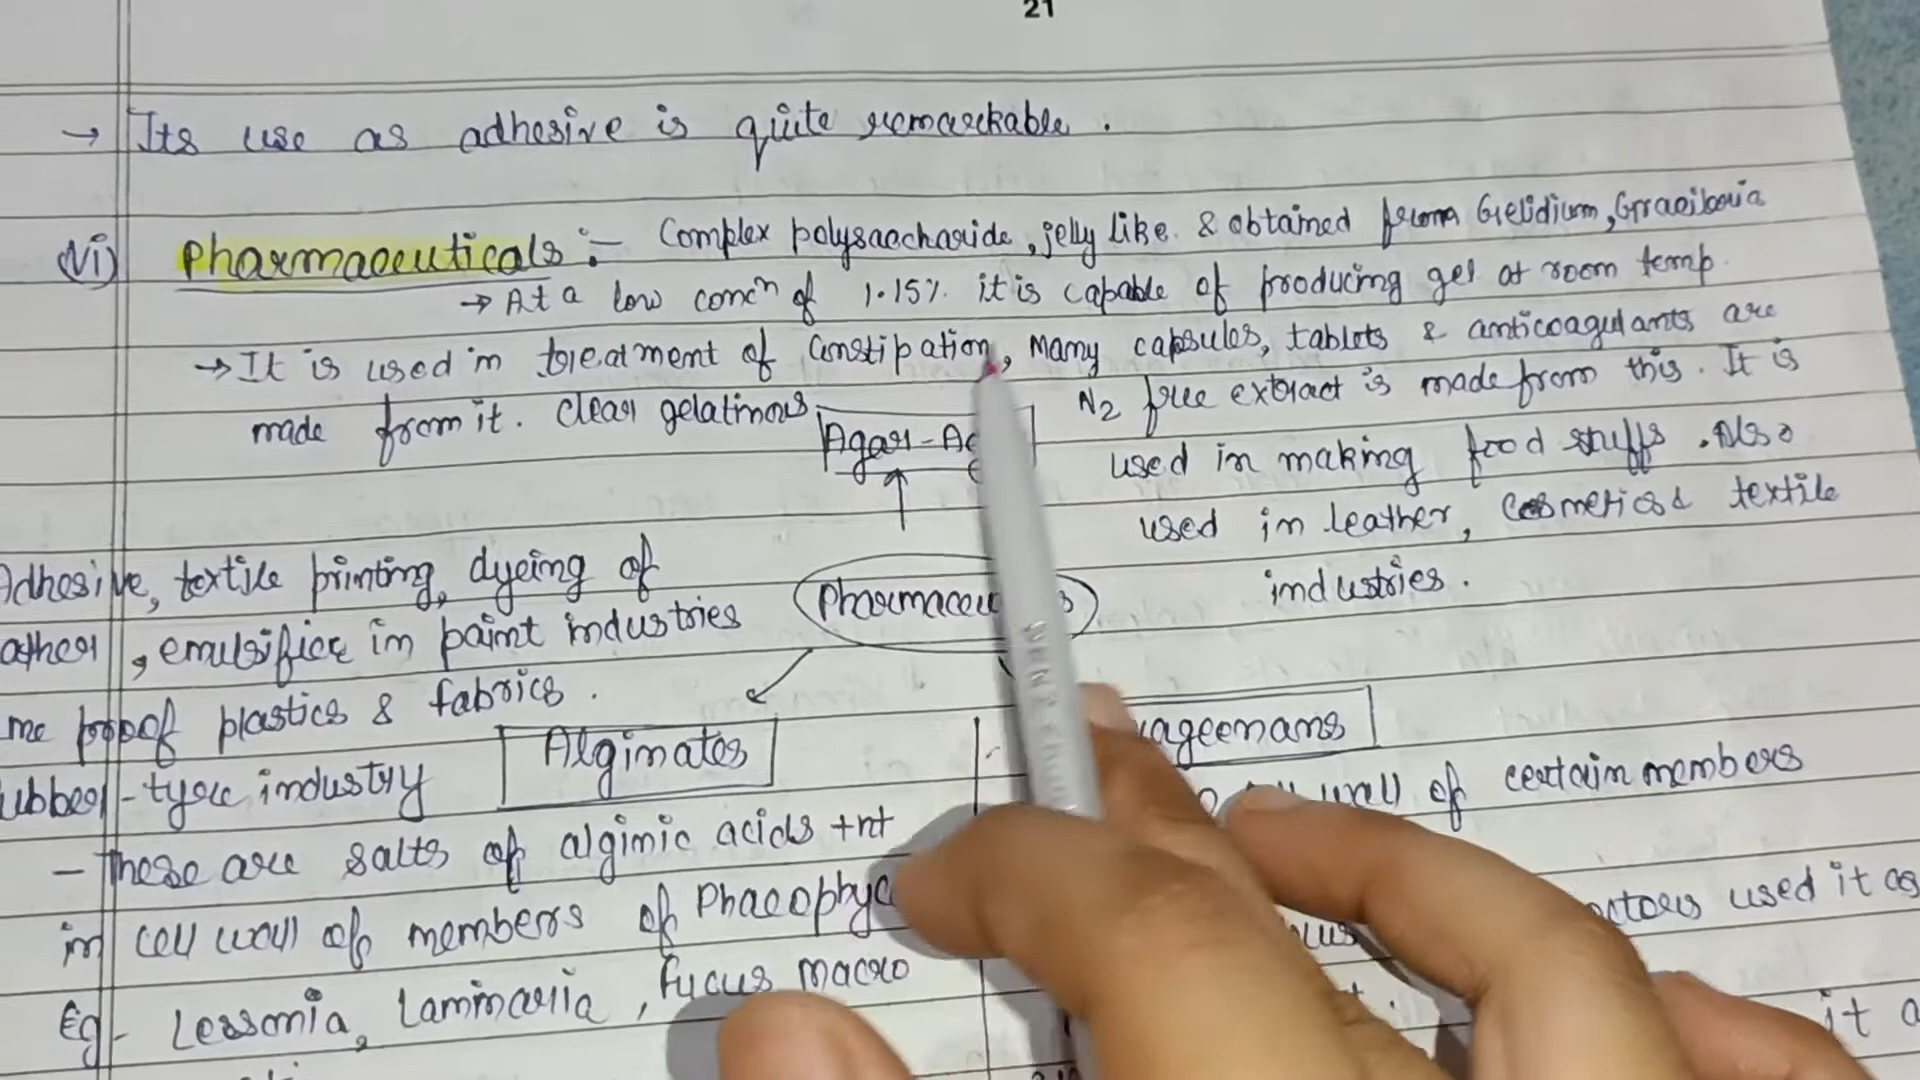 21
→ Its use as adhesive is quite remarkable.
(vi) Pharmaceuticals :- Complex polysaccharide, jelly like & obtained from Gelidium, Gracilaria
→ At a low concn of 1.15% it is capable of producing gel at room temp.
→ It is used in treatment of constipation, Many capsules, tablets & anticoagulants are
made from it. Clear gelatinous
N2 free extract is made from this. It is
Agar-A
used in making food stuffs. Also
used in leather, cosmetics & textile
industries.
Adhesive, textile printing, dyeing of
, emulsifier in paint industries
plastics & fabrics.
-tyre industry
Pharmaceu
Alginates
- These are salts of alginic acids +nt
in cell wall of members of Phaeophyc
Eg- Lessonia, Laminaria, Fucus macro
ageenans
wall of certain members
used it as
it a